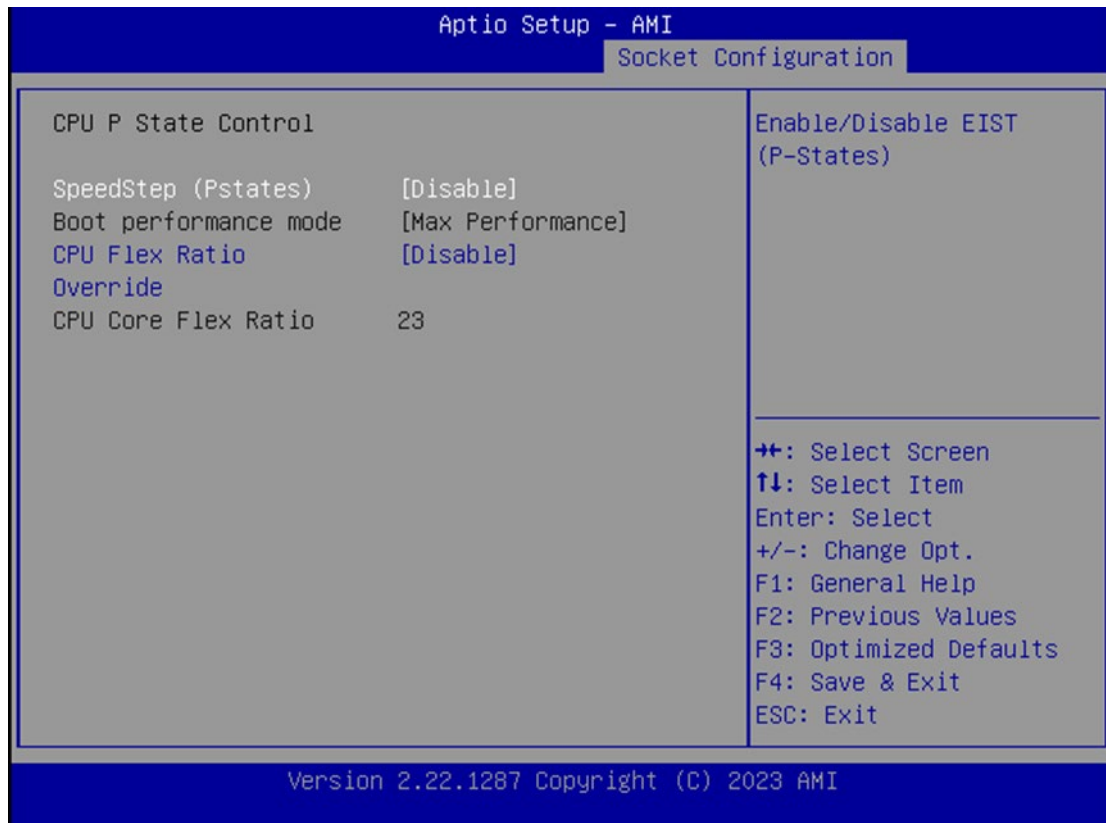 Aptio Setup – AMI
Socket Configuration
CPU P State Control
SpeedStep (Pstates) [Disable]
Boot performance mode [Max Performance]
CPU Flex Ratio [Disable]
Override
CPU Core Flex Ratio 23
Enable/Disable EIST
(P-States)
→←: Select Screen
↑↓: Select Item
Enter: Select
+/-: Change Opt.
F1: General Help
F2: Previous Values
F3: Optimized Defaults
F4: Save & Exit
ESC: Exit
Version 2.22.1287 Copyright (C) 2023 AMI